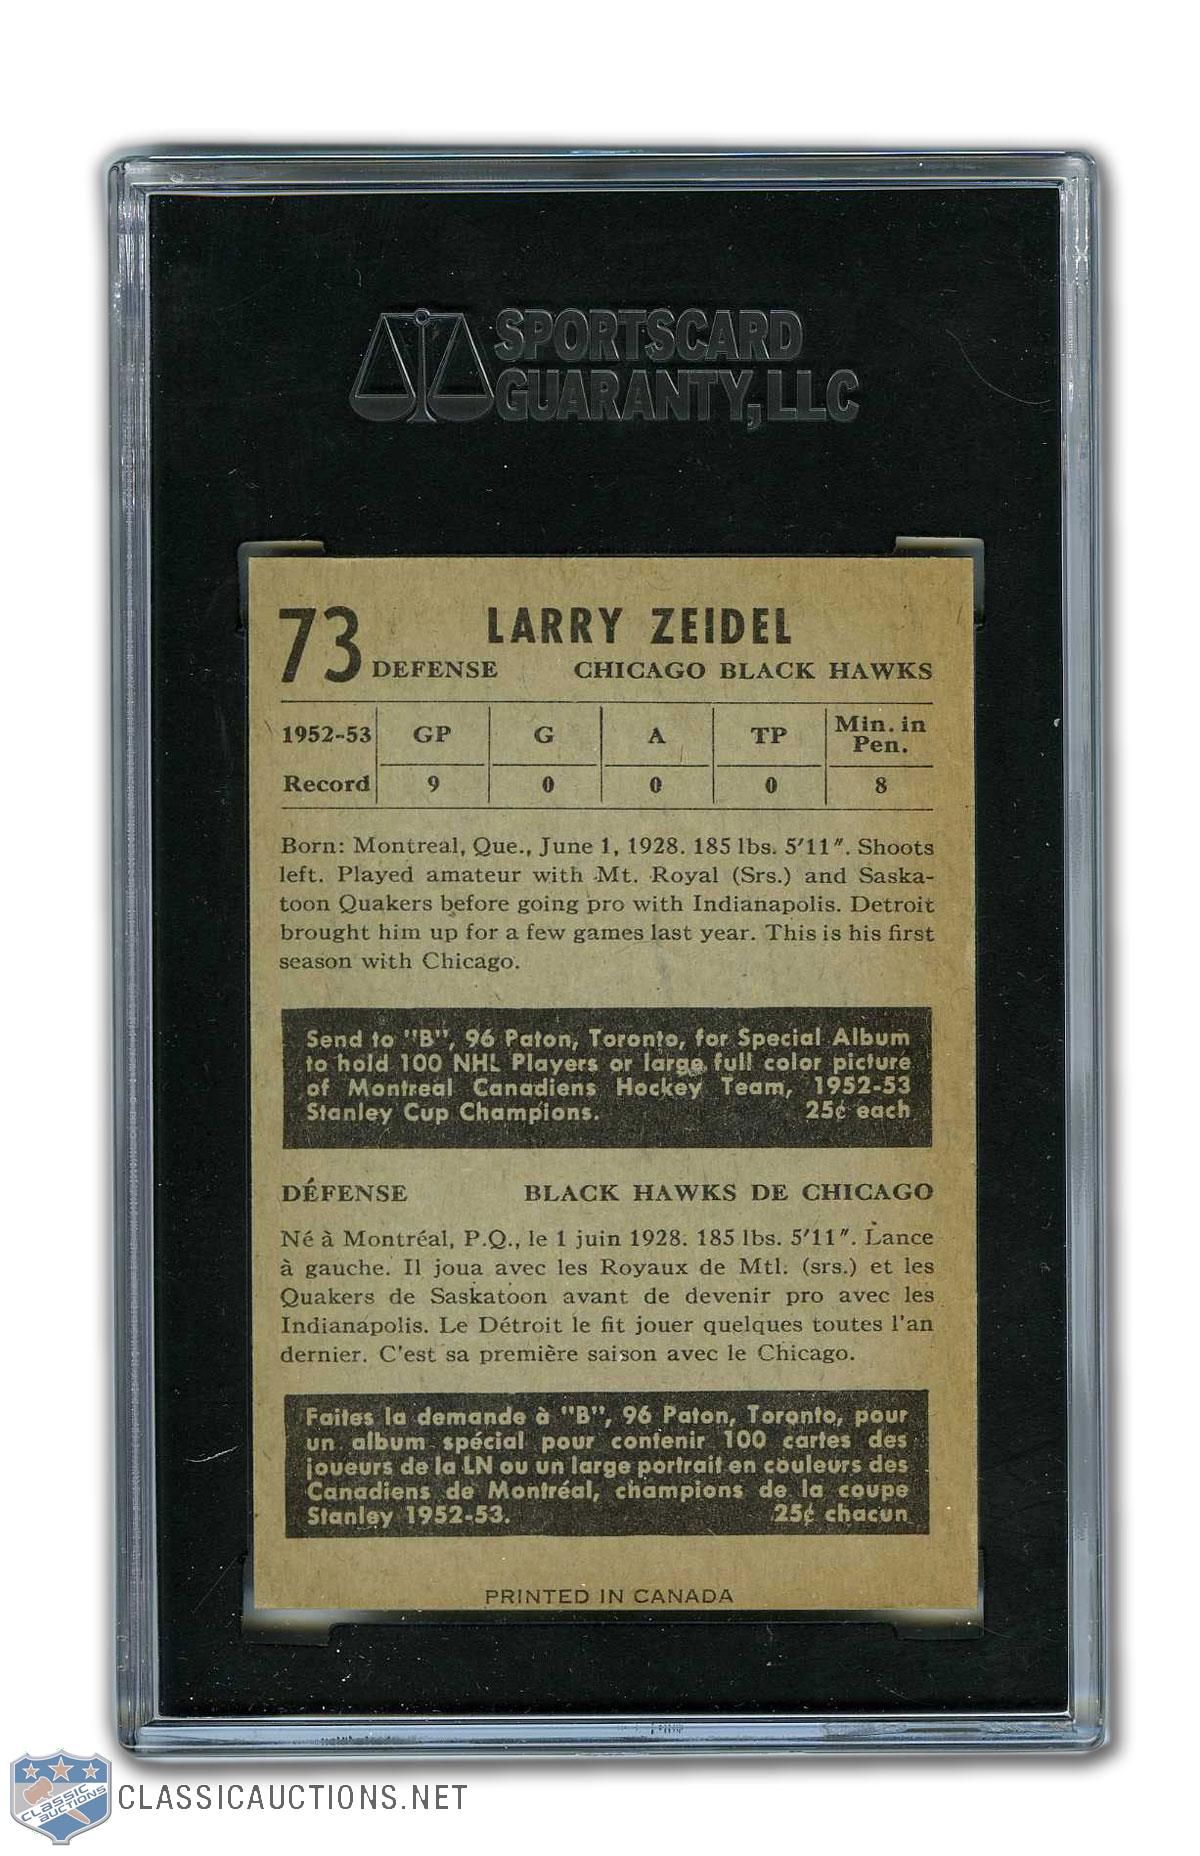 SPORTSCARD
GUARANTY, LLC
73 LARRY ZEIDEL
DEFENSE CHICAGO BLACK HAWKS
1952-53 GP G A TP Min. in Pen.
Record 9 0 0 0 8
Born: Montreal, Que., June 1, 1928. 185 lbs. 5'11". Shoots
left. Played amateur with Mt. Royal (Srs.) and Saska-
toon Quakers before going pro with Indianapolis. Detroit
brought him up for a few games last year. This is his first
season with Chicago.
Send to "B", 96 Paton, Toronto, for Special Album
to hold 100 NHL Players or large full color picture
of Montreal Canadiens Hockey Team, 1952-53
Stanley Cup Champions. 25¢ each
DÉFENSE BLACK HAWKS DE CHICAGO
Né à Montréal, P.Q., le 1 juin 1928. 185 lbs. 5'11". Lance
à gauche. Il joua avec les Royaux de Mtl. (srs.) et les
Quakers de Saskatoon avant de devenir pro avec les
Indianapolis. Le Détroit le fit jouer quelques toutes l'an
dernier. C'est sa première saison avec le Chicago.
Faites la demande à "B", 96 Paton, Toronto, pour
un album spécial pour contenir 100 cartes des
joueurs de la LN ou un large portrait en couleurs des
Canadiens de Montréal, champions de la coupe
Stanley 1952-53. 25¢ chacun
PRINTED IN CANADA
CLASSIC
AUCTIONS
CLASSICAUCTIONS.NET